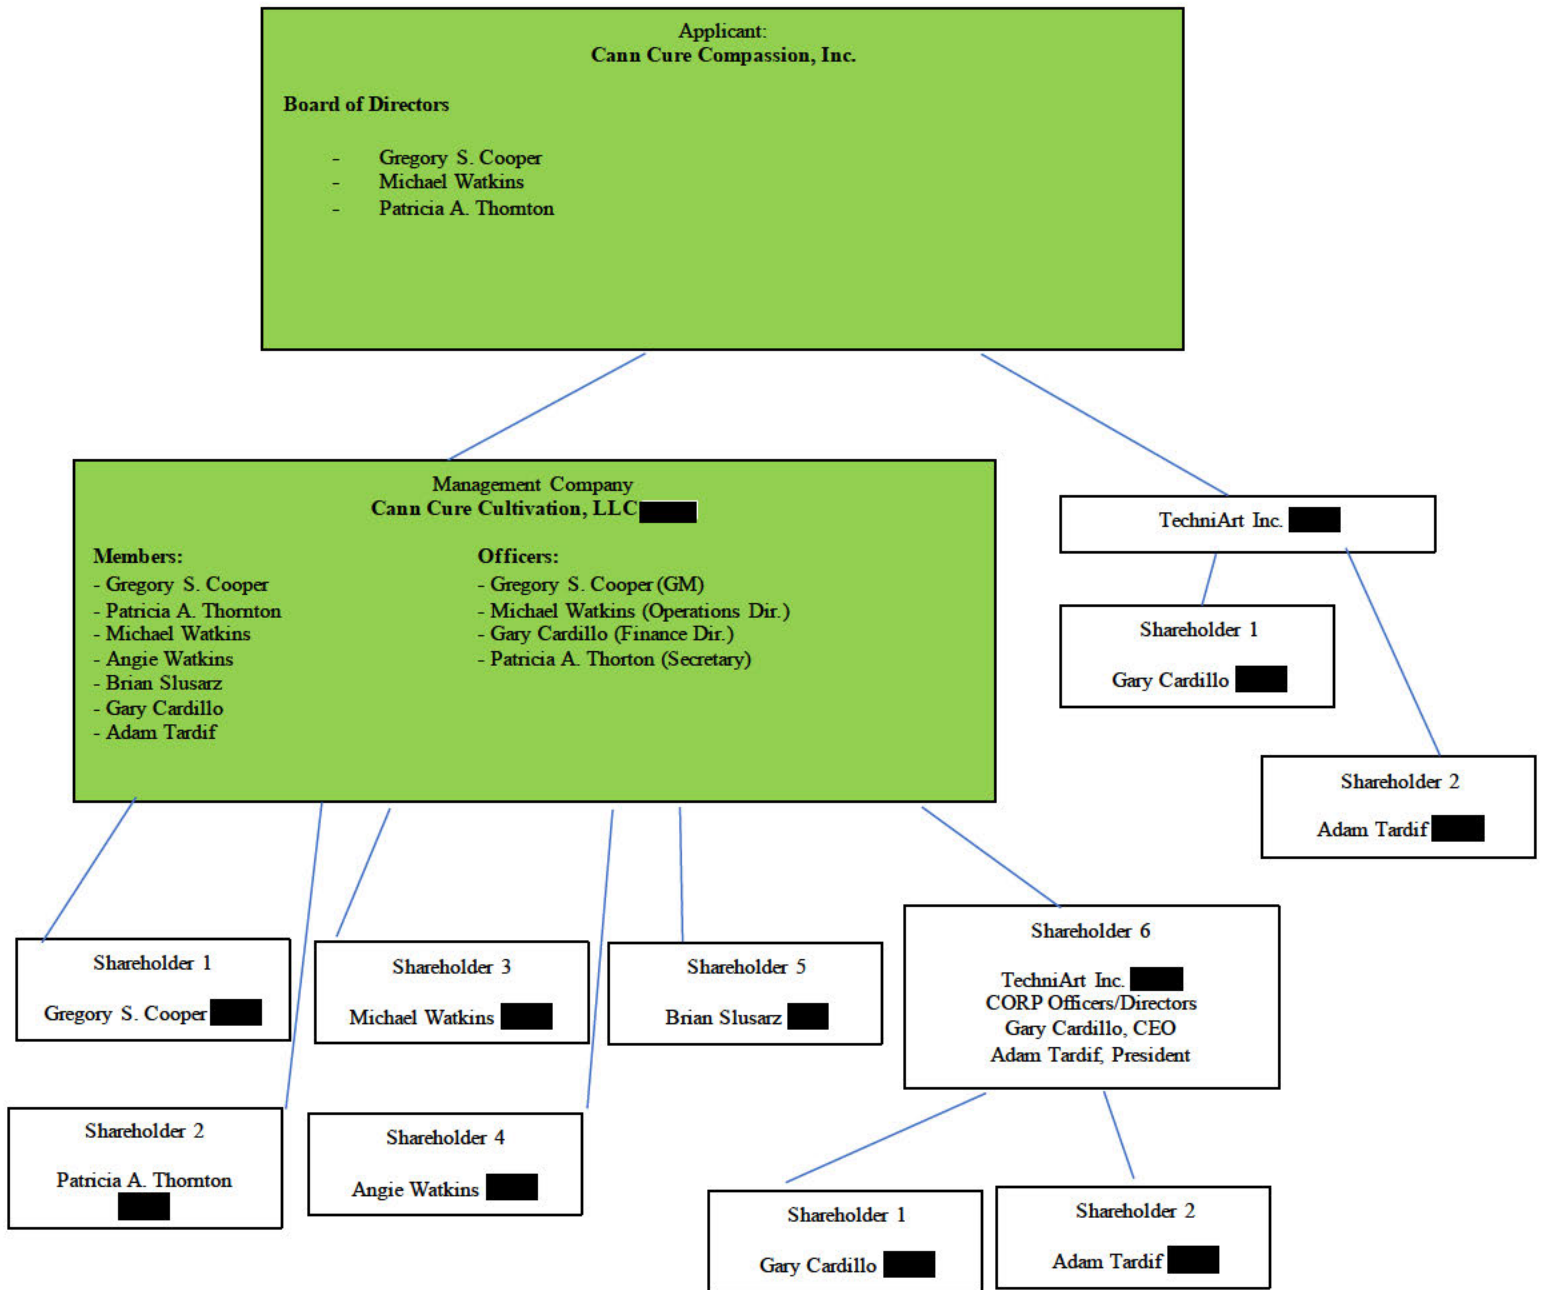 Applicant:
Cann Cure Compassion, Inc.
Board of Directors
- Gregory S. Cooper
- Michael Watkins
- Patricia A. Thornton
Management Company
Cann Cure Cultivation, LLC
Members:
- Gregory S. Cooper
- Patricia A. Thornton
- Michael Watkins
- Angie Watkins
- Brian Slusarz
- Gary Cardillo
- Adam Tardif
Officers:
- Gregory S. Cooper (GM)
- Michael Watkins (Operations Dir.)
- Gary Cardillo (Finance Dir.)
- Patricia A. Thorton (Secretary)
TechniArt Inc.
Shareholder 1
Gary Cardillo
Shareholder 2
Adam Tardif
Shareholder 1
Gregory S. Cooper
Shareholder 2
Patricia A. Thornton
Shareholder 3
Michael Watkins
Shareholder 4
Angie Watkins
Shareholder 5
Brian Slusarz
Shareholder 6
TechniArt Inc.
CORP Officers/Directors
Gary Cardillo, CEO
Adam Tardif, President
Shareholder 1
Gary Cardillo
Shareholder 2
Adam Tardif